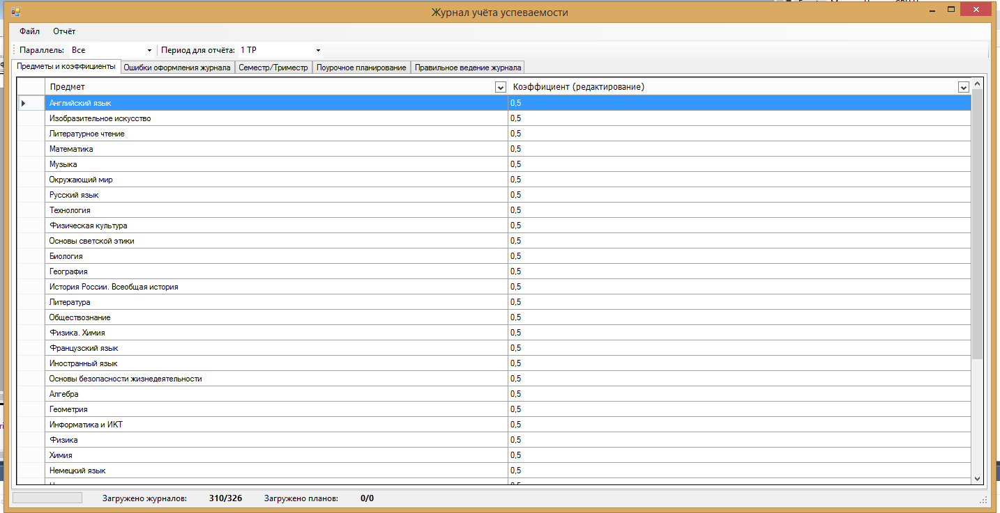 Журнал учёта успеваемости
Файл Отчёт
Параллель: Все Период для отчёта: 1 ТР
Предметы и коэффициенты Ошибки оформления журнала Семестр/Триместр Поурочное планирование Правильное ведение журнала
Предмет Коэффициент (редактирование)
Английский язык 0,5
Изобразительное искусство 0,5
Литературное чтение 0,5
Математика 0,5
Музыка 0,5
Окружающий мир 0,5
Русский язык 0,5
Технология 0,5
Физическая культура 0,5
Основы светской этики 0,5
Биология 0,5
География 0,5
История России. Всеобщая история 0,5
Литература 0,5
Обществознание 0,5
Физика. Химия 0,5
Французский язык 0,5
Иностранный язык 0,5
Основы безопасности жизнедеятельности 0,5
Алгебра 0,5
Геометрия 0,5
Информатика и ИКТ 0,5
Физика 0,5
Химия 0,5
Немецкий язык 0,5
Загружено журналов: 310/326 Загружено планов: 0/0